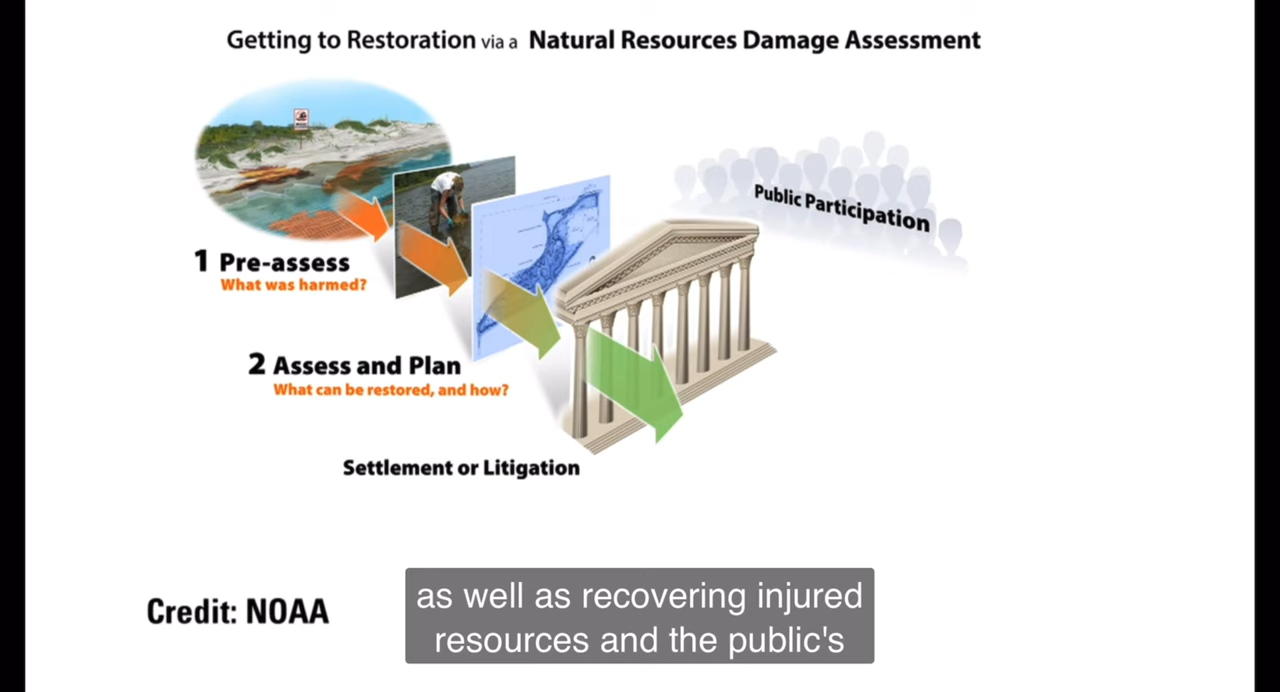 Getting to Restoration via a Natural Resources Damage Assessment
Public Participation
1 Pre-assess
What was harmed?
2 Assess and Plan
What can be restored, and how?
Settlement or Litigation
Credit: NOAA
as well as recovering injured
resources and the public's